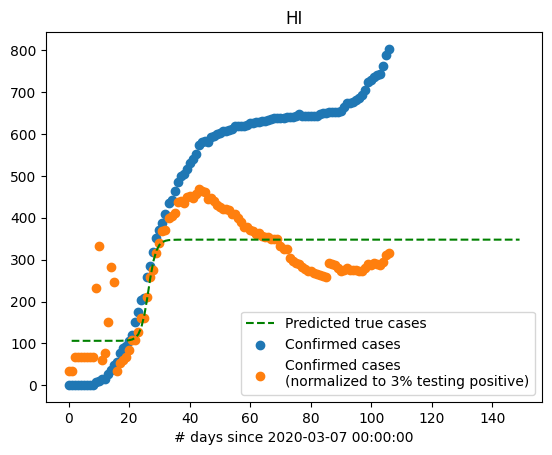 HI
800
700
600
500
400
300
200
100
0
Predicted true cases
Confirmed cases
Confirmed cases
(normalized to 3% testing positive)
0 20 40 60 80 100 120 140
# days since 2020-03-07 00:00:00